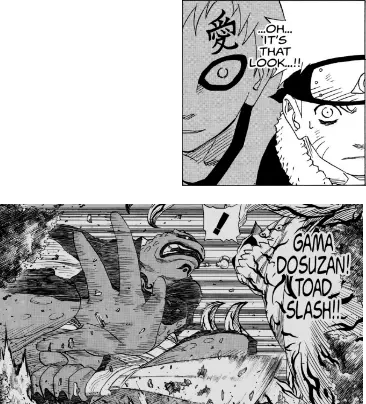 愛
...OH...
IT'S
THAT
LOOK...!!
!
GAMA
DOSUZAN!
TOAD
SLASH!!